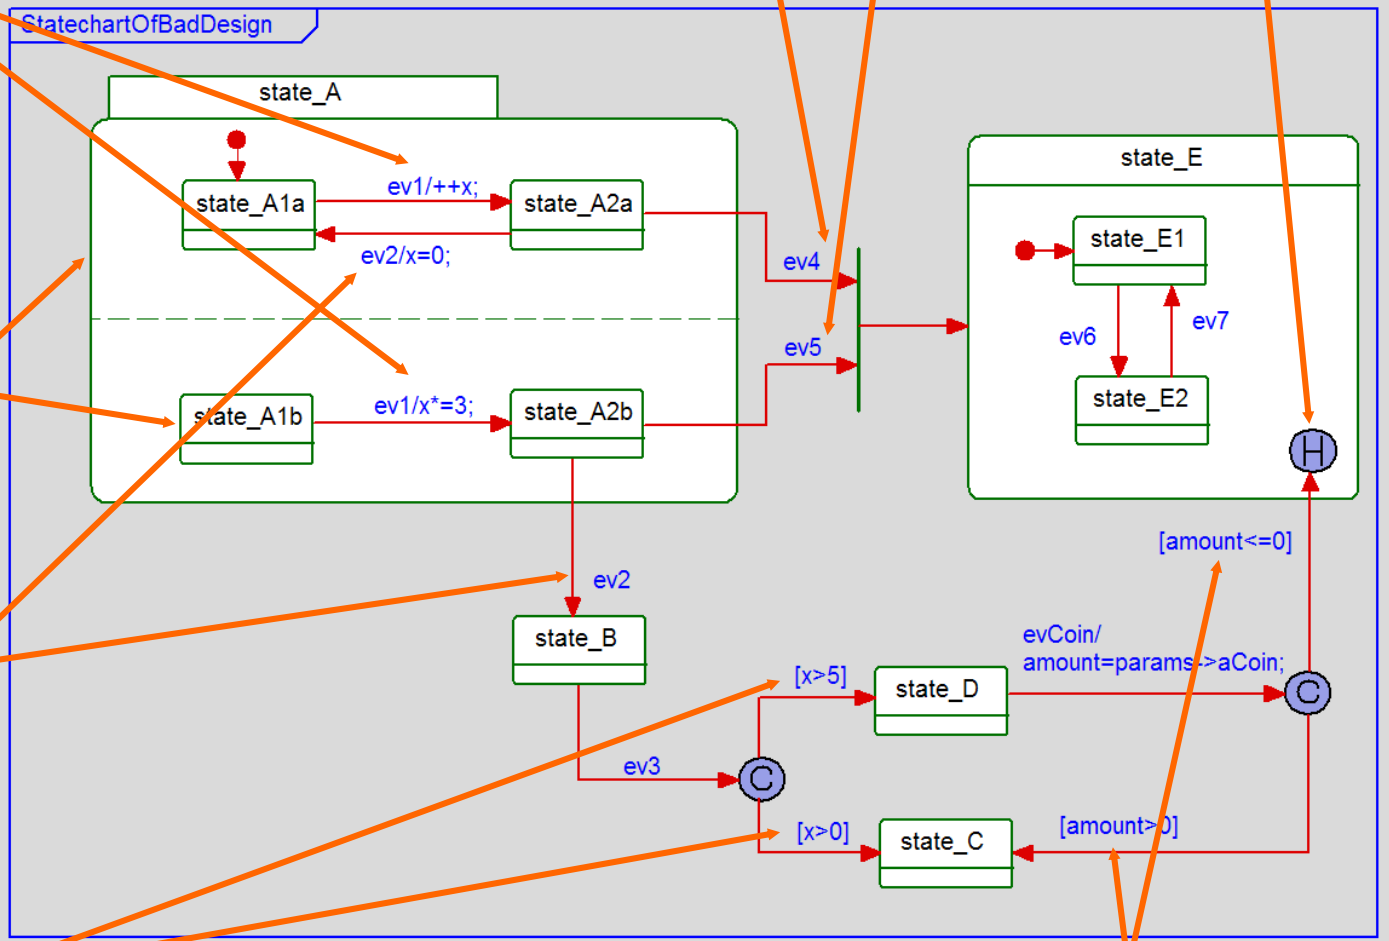 StatechartOfBadDesign
state_A
state_E
state_A1a
ev1/++x;
state_A2a
state_E1
ev2/x=0;
ev4
ev6
ev7
ev5
state_E2
state_A1b
ev1/x*=3;
state_A2b
H
[amount<=0]
ev2
state_B
evCoin/
amount=params->aCoin;
[x>5]
state_D
C
ev3
C
[x>0]
state_C
[amount>0]